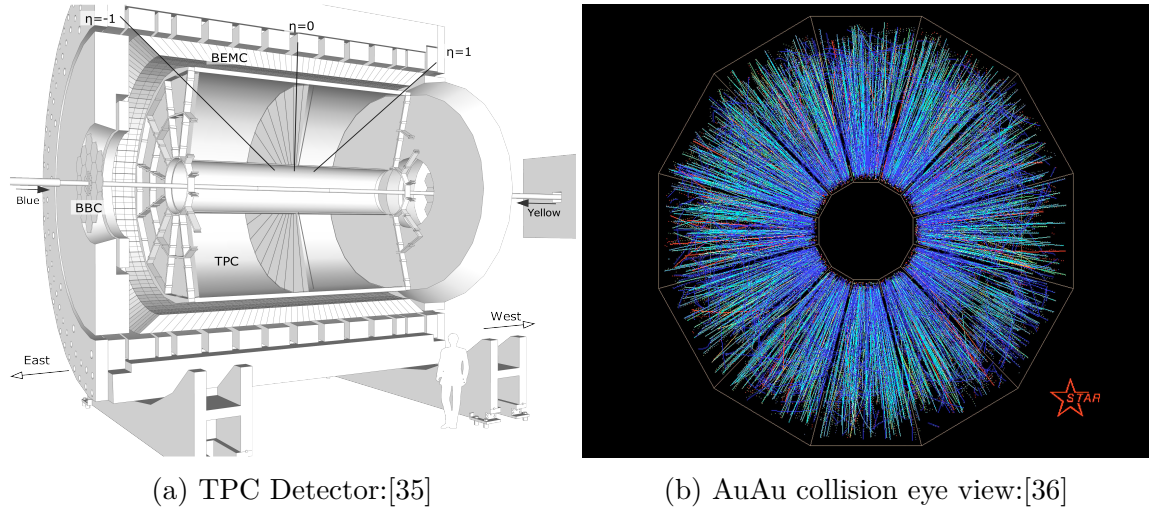 η=-1
η=0
η=1
BEMC
Blue
BBC
Yellow
TPC
West
East
STAR
(a) TPC Detector:[35]
(b) AuAu collision eye view:[36]